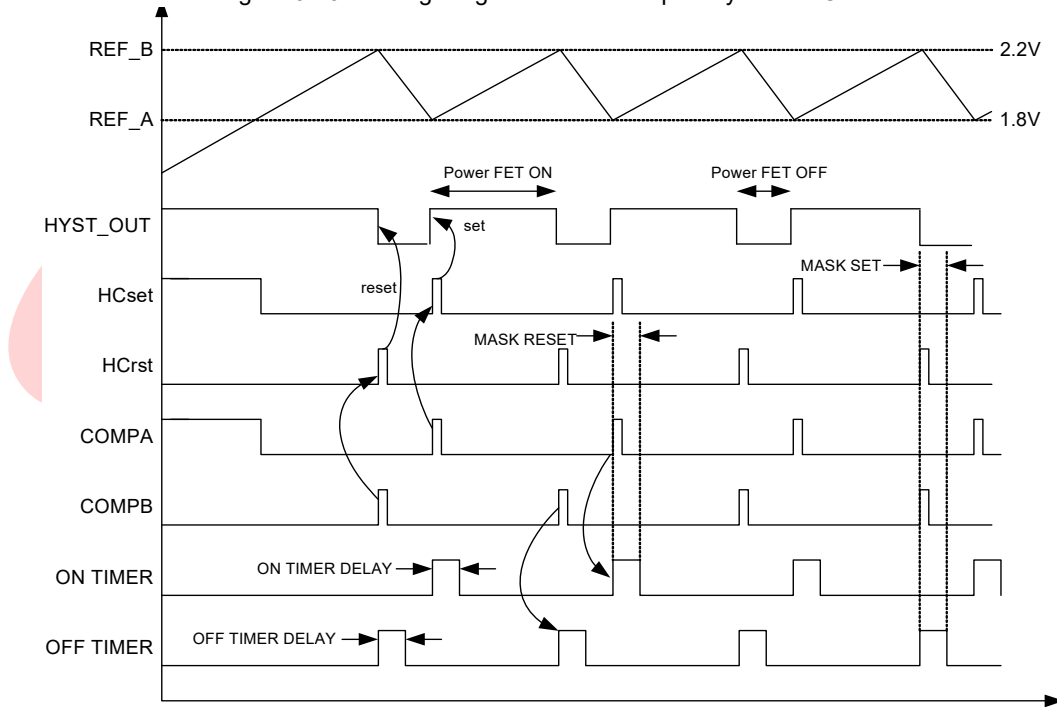 REF_B
2.2V
REF_A
1.8V
Power FET ON
Power FET OFF
HYST_OUT
set
MASK SET
HCset
reset
MASK RESET
HCrst
COMPA
COMPB
ON TIMER DELAY
ON TIMER
OFF TIMER DELAY
OFF TIMER